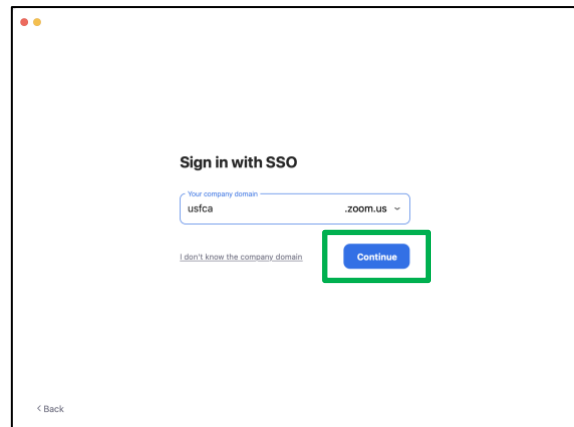 Sign in with SSO
Your company domain
usfca .zoom.us
I don't know the company domain Continue
< Back